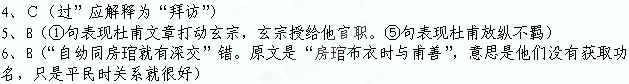 4、C（过”应解释为“拜访”）
5、B（①句表现杜甫文章打动玄宗，玄宗授给他官职。⑤句表现杜甫放纵不羁）
6、B（“自幼同房琯就有深交”错。原文是“房琯布衣时与甫善”，意思是他们没有获取功
名，只是平民时关系就很好）